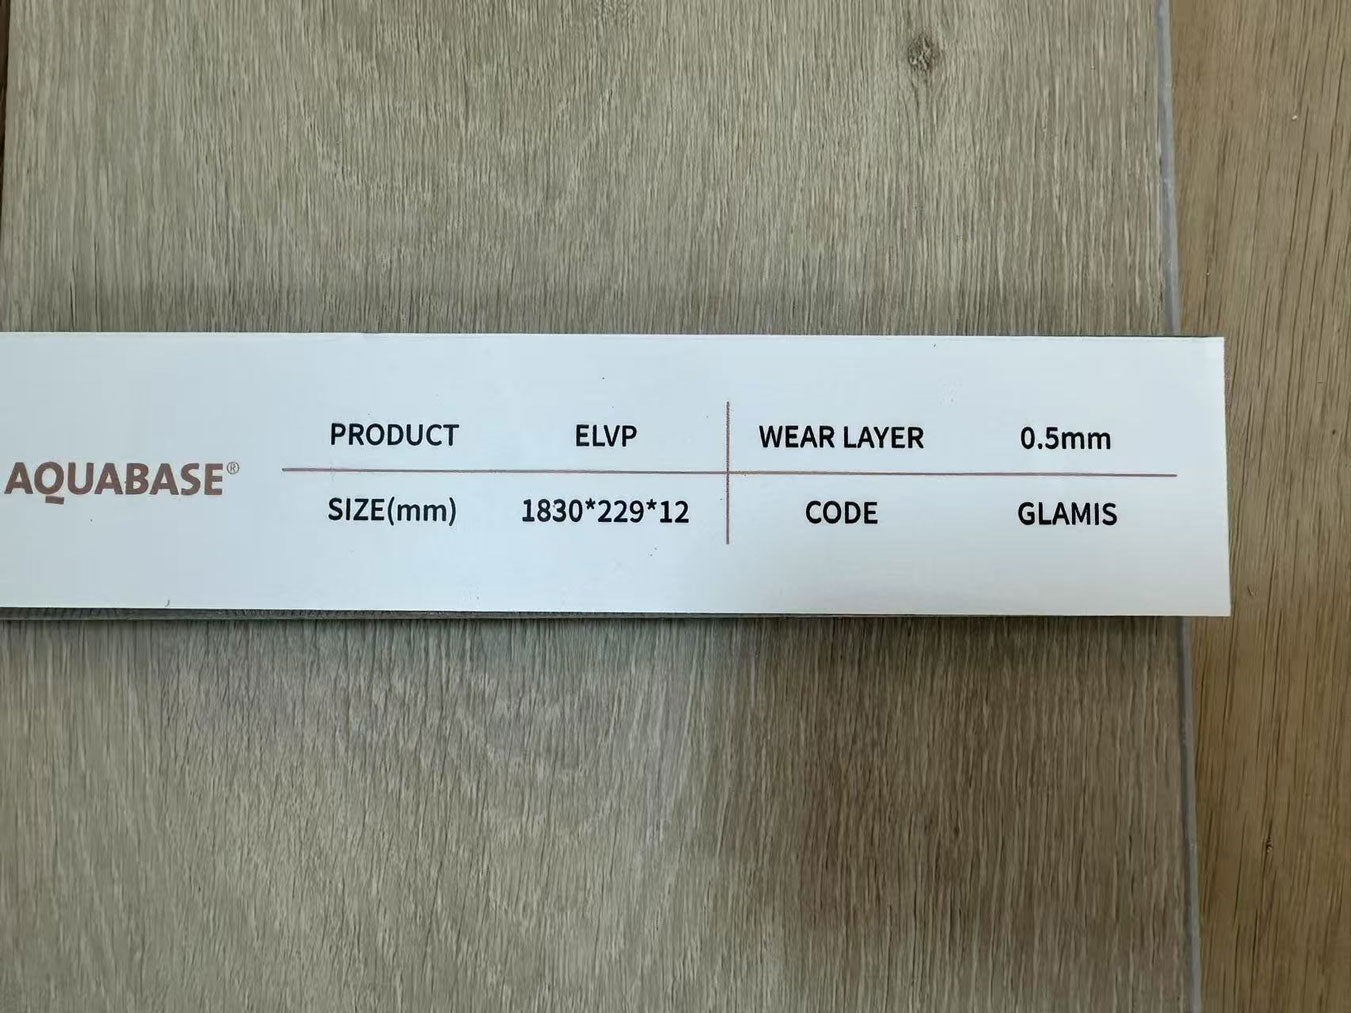 AQUABASE®
PRODUCT ELVP WEAR LAYER 0.5mm
SIZE(mm) 1830*229*12 CODE GLAMIS